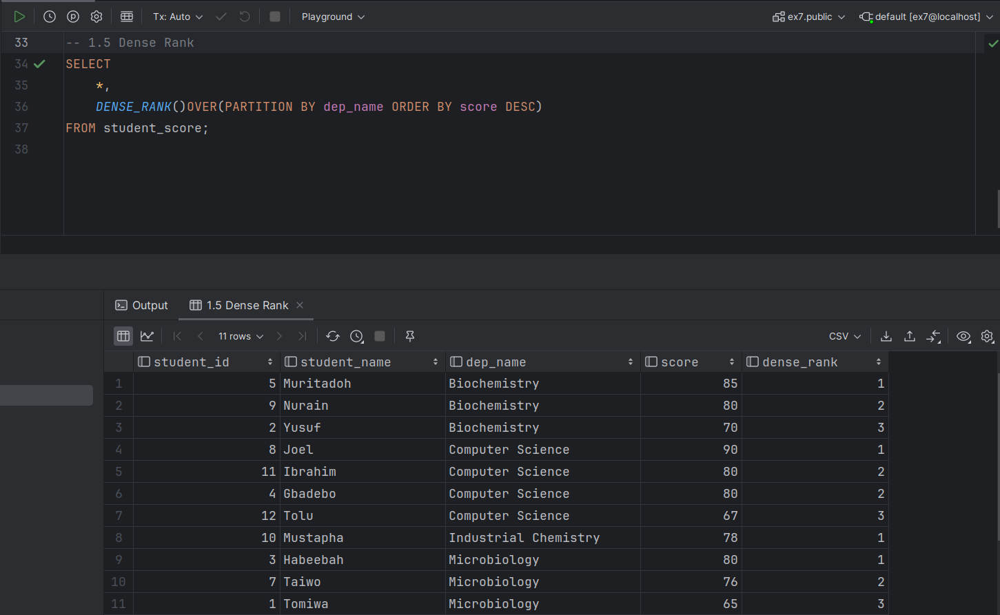 Tx: Auto Playground ex7.public default [ex7@localhost]
33 -- 1.5 Dense Rank
34 SELECT
35 *,
36 DENSE_RANK()OVER(PARTITION BY dep_name ORDER BY score DESC)
37 FROM student_score;
38
Output 1.5 Dense Rank
11 rows CSV
student_id student_name dep_name score dense_rank
1 5 Muritadoh Biochemistry 85 1
2 9 Nurain Biochemistry 80 2
3 2 Yusuf Biochemistry 70 3
4 8 Joel Computer Science 90 1
5 11 Ibrahim Computer Science 80 2
6 4 Gbadebo Computer Science 80 2
7 12 Tolu Computer Science 67 3
8 10 Mustapha Industrial Chemistry 78 1
9 3 Habeebah Microbiology 80 1
10 7 Taiwo Microbiology 76 2
11 1 Tomiwa Microbiology 65 3